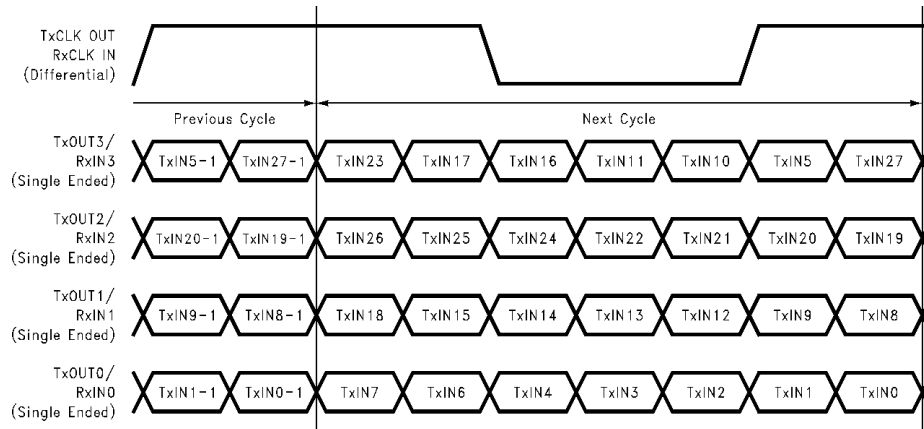 TxCLK OUT
RxCLK IN
(Differential)
Previous Cycle
Next Cycle
TxOUT3/
RxIN3
(Single Ended)
TxIN5-1 TxIN27-1 TxIN23 TxIN17 TxIN16 TxIN11 TxIN10 TxIN5 TxIN27
TxOUT2/
RxIN2
(Single Ended)
TxIN20-1 TxIN19-1 TxIN26 TxIN25 TxIN24 TxIN22 TxIN21 TxIN20 TxIN19
TxOUT1/
RxIN1
(Single Ended)
TxIN9-1 TxIN8-1 TxIN18 TxIN15 TxIN14 TxIN13 TxIN12 TxIN9 TxIN8
TxOUT0/
RxIN0
(Single Ended)
TxIN1-1 TxIN0-1 TxIN7 TxIN6 TxIN4 TxIN3 TxIN2 TxIN1 TxIN0